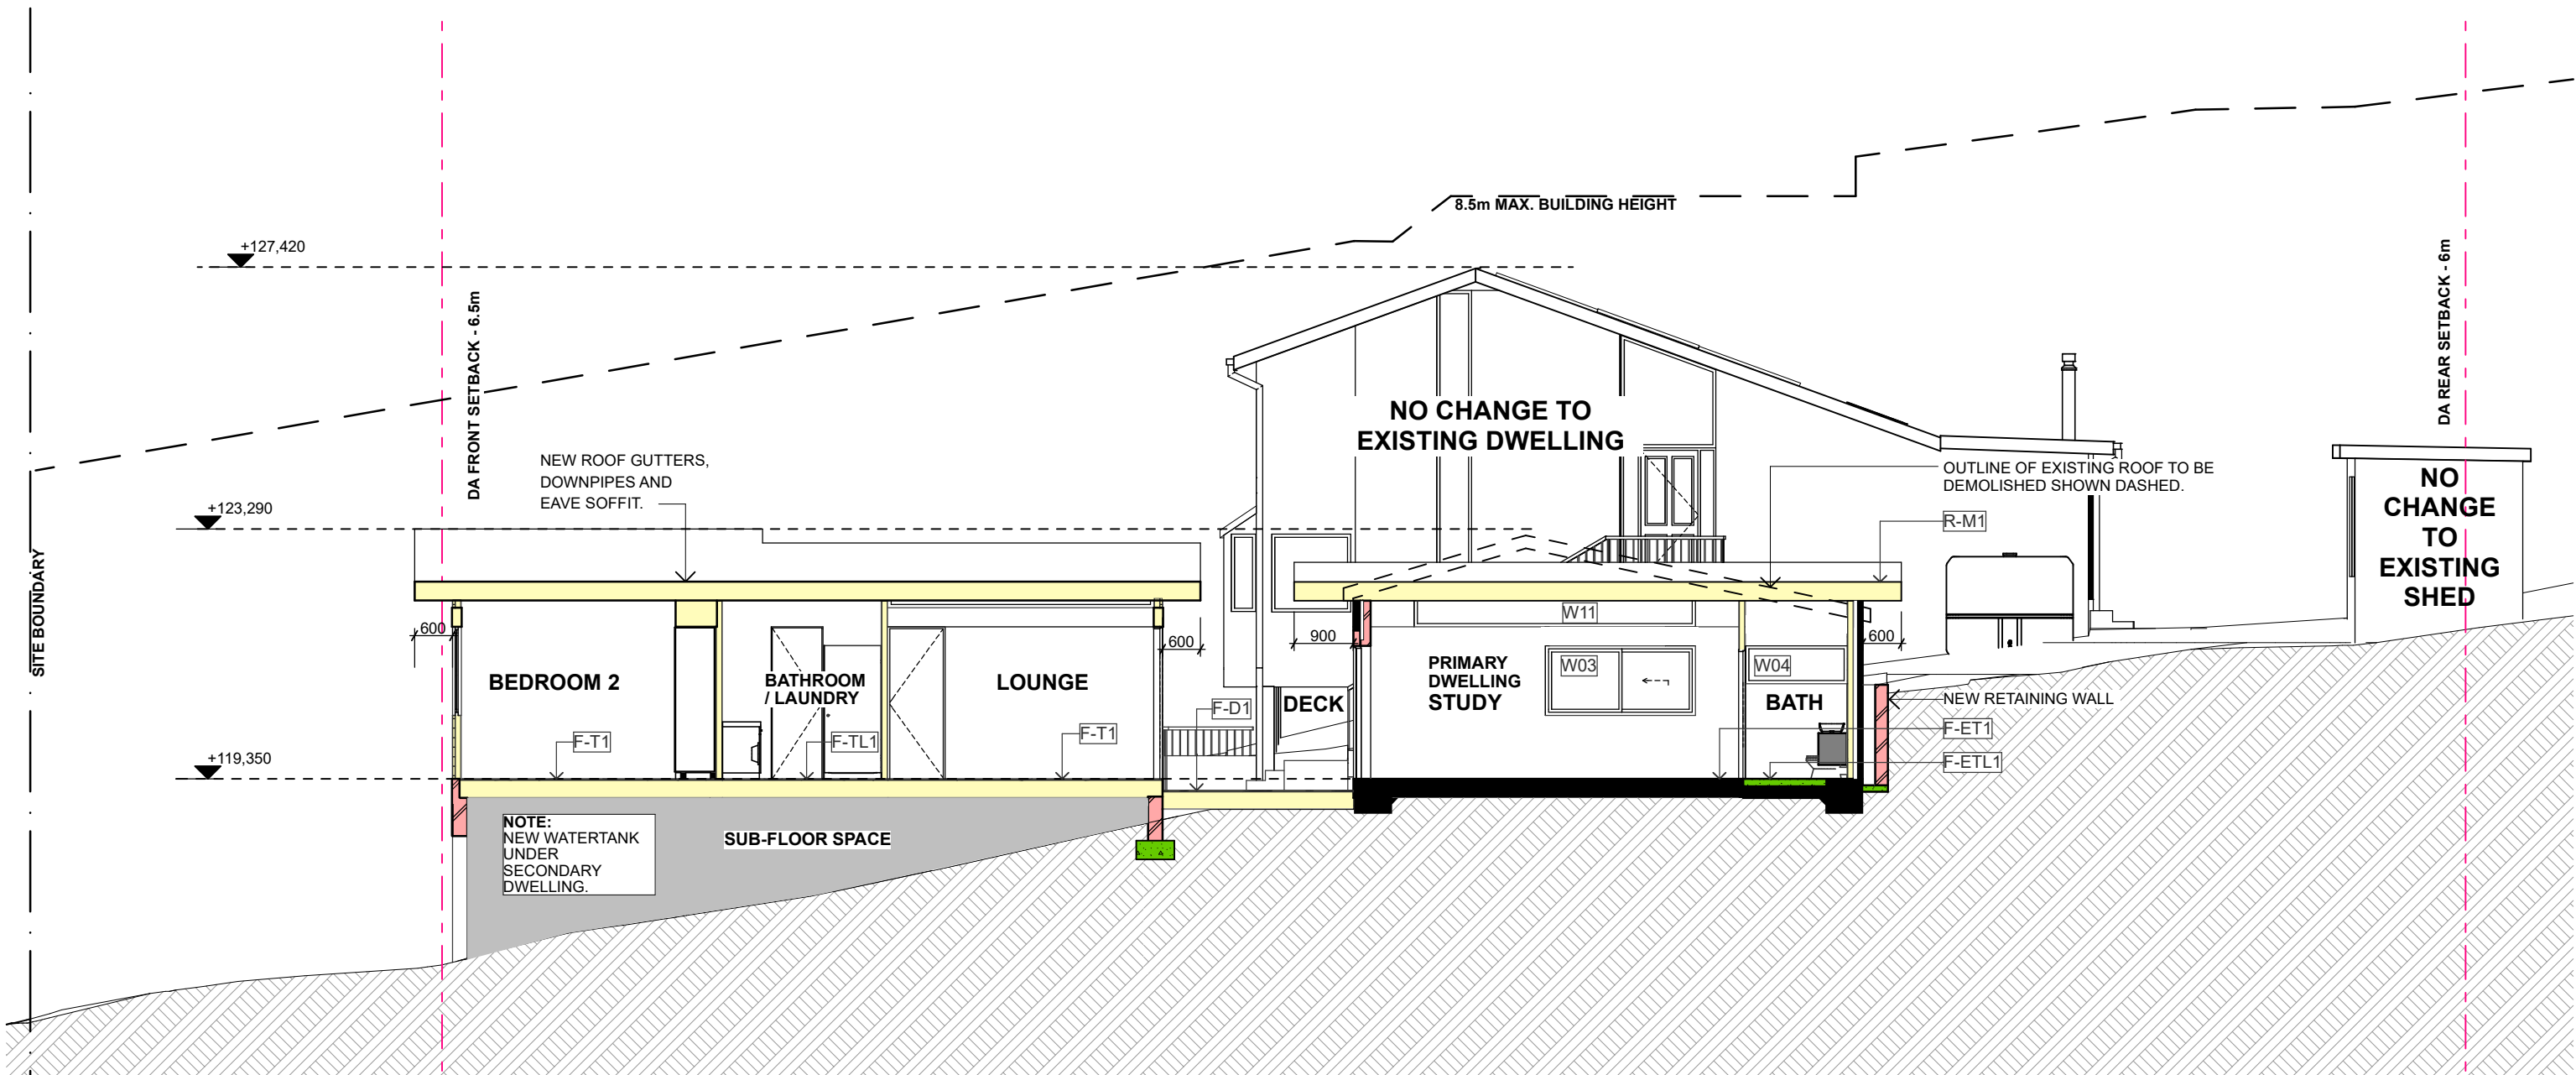 8.5m MAX. BUILDING HEIGHT
+127,420
DA FRONT SETBACK - 6.5m
DA REAR SETBACK - 6m
NO CHANGE TO
EXISTING DWELLING
NEW ROOF GUTTERS,
DOWNPIPES AND
EAVE SOFFIT.
OUTLINE OF EXISTING ROOF TO BE
DEMOLISHED SHOWN DASHED.
NO
CHANGE
TO
EXISTING
SHED
+123,290
R-M1
SITE BOUNDARY
600
600
900
W11
600
BEDROOM 2
BATHROOM
/ LAUNDRY
LOUNGE
PRIMARY
DWELLING
STUDY
W03
W04
F-D1
DECK
BATH
NEW RETAINING WALL
F-T1
F-TL1
F-T1
F-ET1
+119,350
F-ETL1
NOTE:
NEW WATERTANK
UNDER
SECONDARY
DWELLING.
SUB-FLOOR SPACE